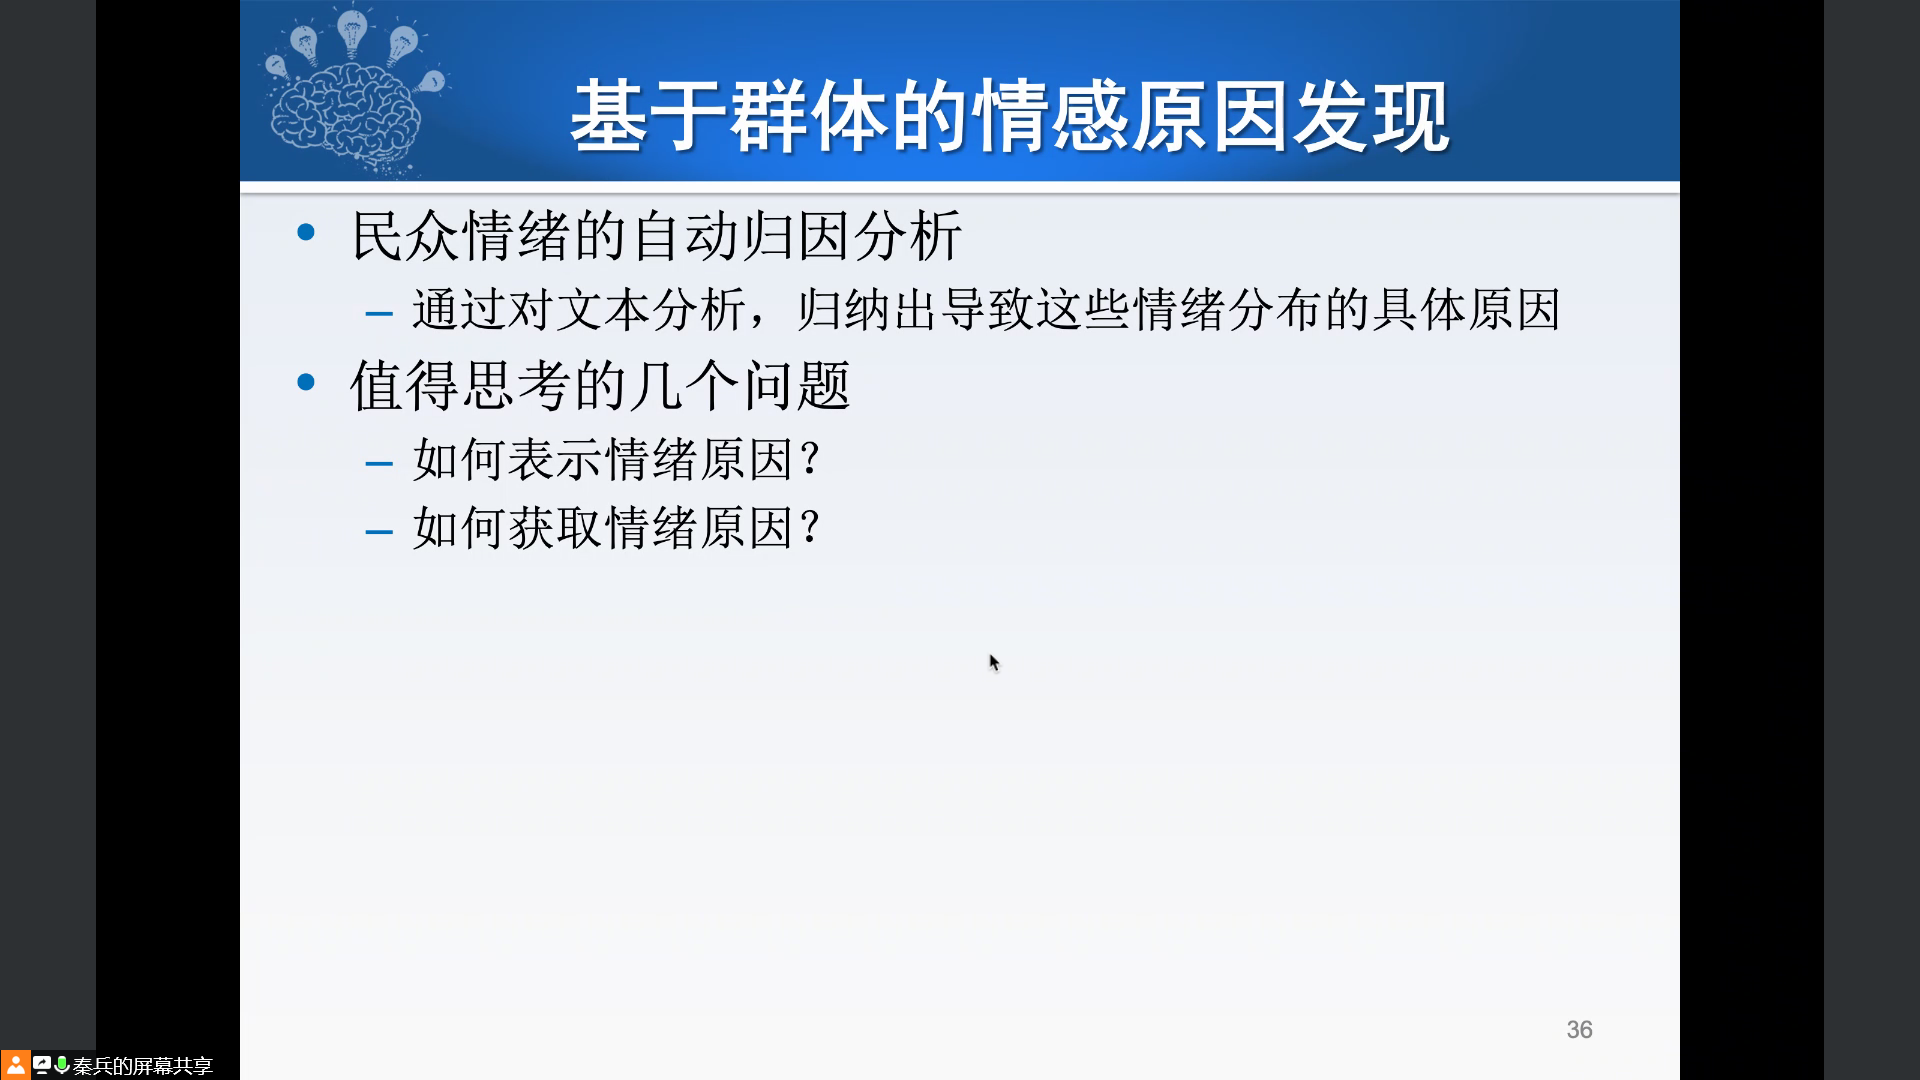 基于群体的情感原因发现
• 民众情绪的自动归因分析
– 通过对文本分析，归纳出导致这些情绪分布的具体原因
• 值得思考的几个问题
– 如何表示情绪原因？
– 如何获取情绪原因？
36
秦兵的屏幕共享